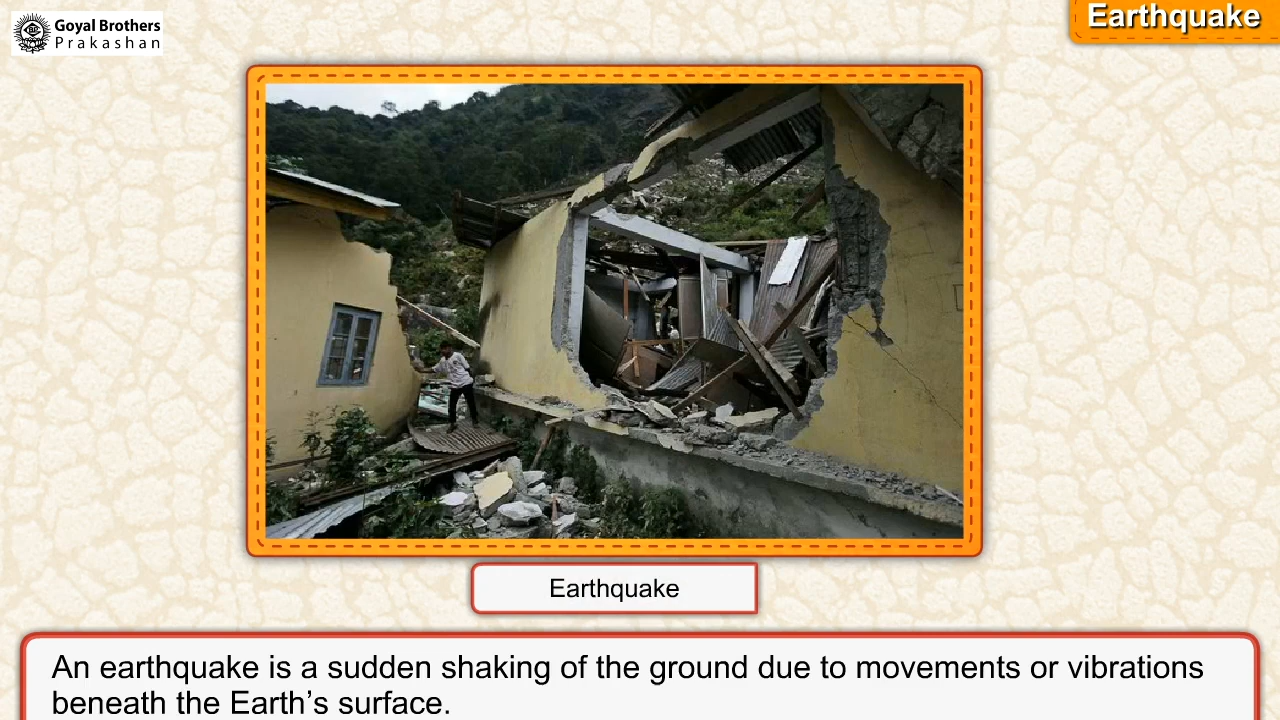 Goyal Brothers
Prakashan
Earthquake
Earthquake
An earthquake is a sudden shaking of the ground due to movements or vibrations
beneath the Earth’s surface.